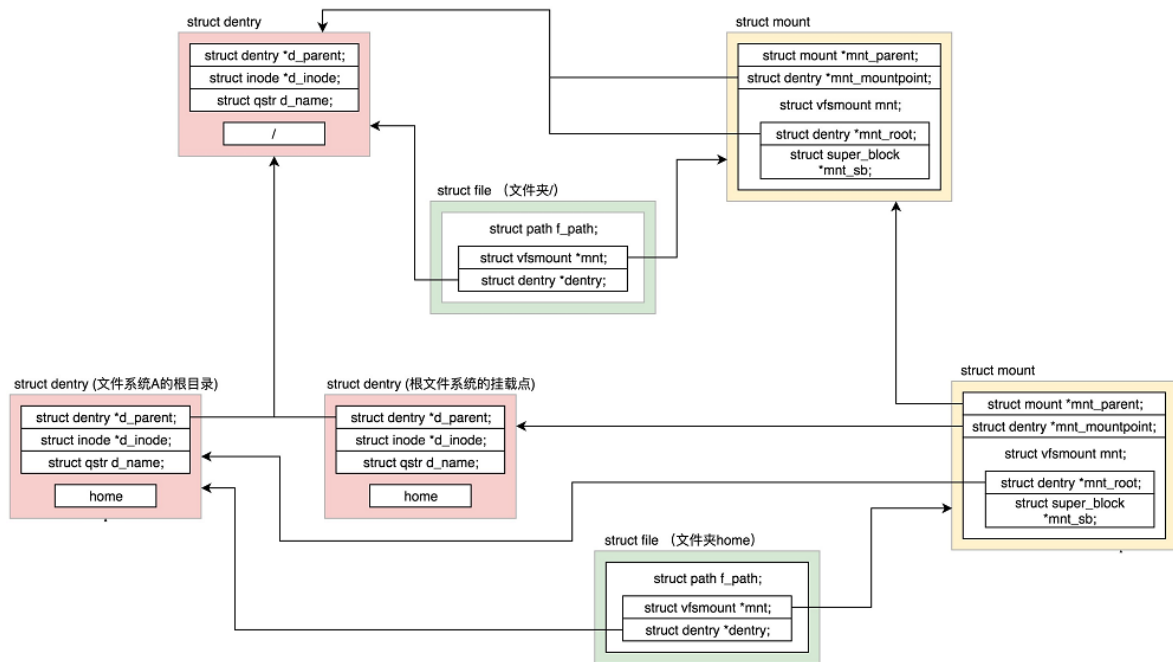 struct dentry
struct dentry *d_parent;
struct inode *d_inode;
struct qstr d_name;
/
struct mount
struct mount *mnt_parent;
struct dentry *mnt_mountpoint;
struct vfsmount mnt;
struct dentry *mnt_root;
struct super_block
*mnt_sb;
struct file （文件夹/）
struct path f_path;
struct vfsmount *mnt;
struct dentry *dentry;
struct dentry (文件系统A的根目录)
struct dentry *d_parent;
struct inode *d_inode;
struct qstr d_name;
home
struct dentry (根文件系统的挂载点)
struct dentry *d_parent;
struct inode *d_inode;
struct qstr d_name;
home
struct mount
struct mount *mnt_parent;
struct dentry *mnt_mountpoint;
struct vfsmount mnt;
struct dentry *mnt_root;
struct super_block
*mnt_sb;
struct file （文件夹home）
struct path f_path;
struct vfsmount *mnt;
struct dentry *dentry;